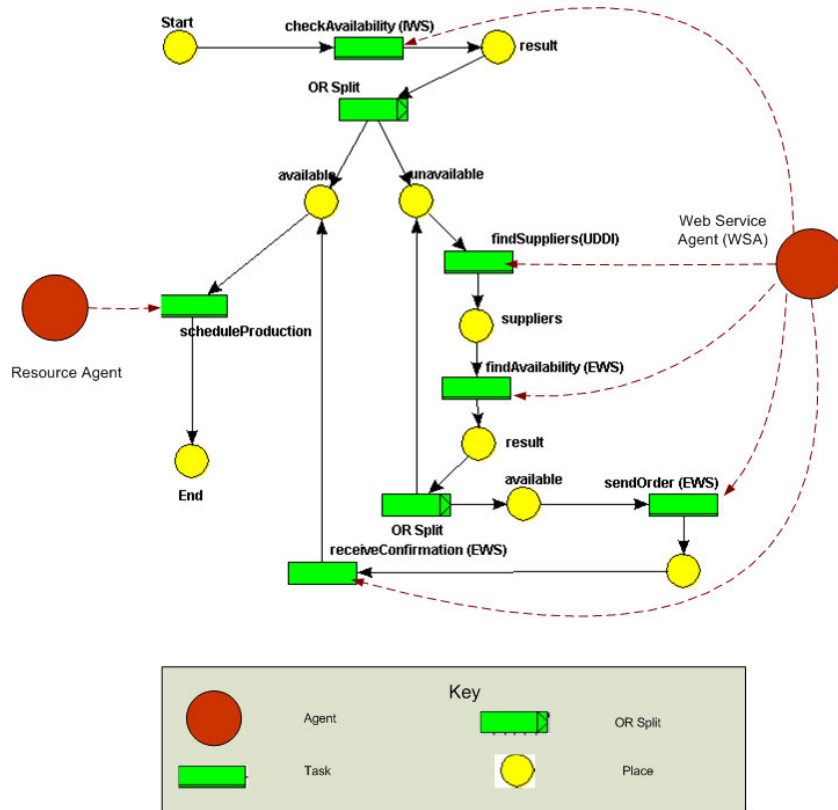 Start
checkAvailability (IWS)
result
OR Split
available
unavailable
Web Service
Agent (WSA)
findSuppliers(UDDI)
suppliers
scheduleProduction
Resource Agent
findAvailability (EWS)
result
End
available
sendOrder (EWS)
OR Split
receiveConfirmation (EWS)
Key
Agent
OR Split
Task
Place